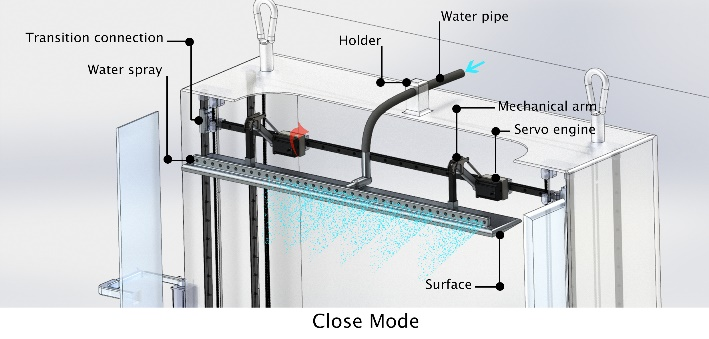 Water pipe
Transition connection
Holder
Water spray
Mechanical arm
Servo engine
Surface
Close Mode